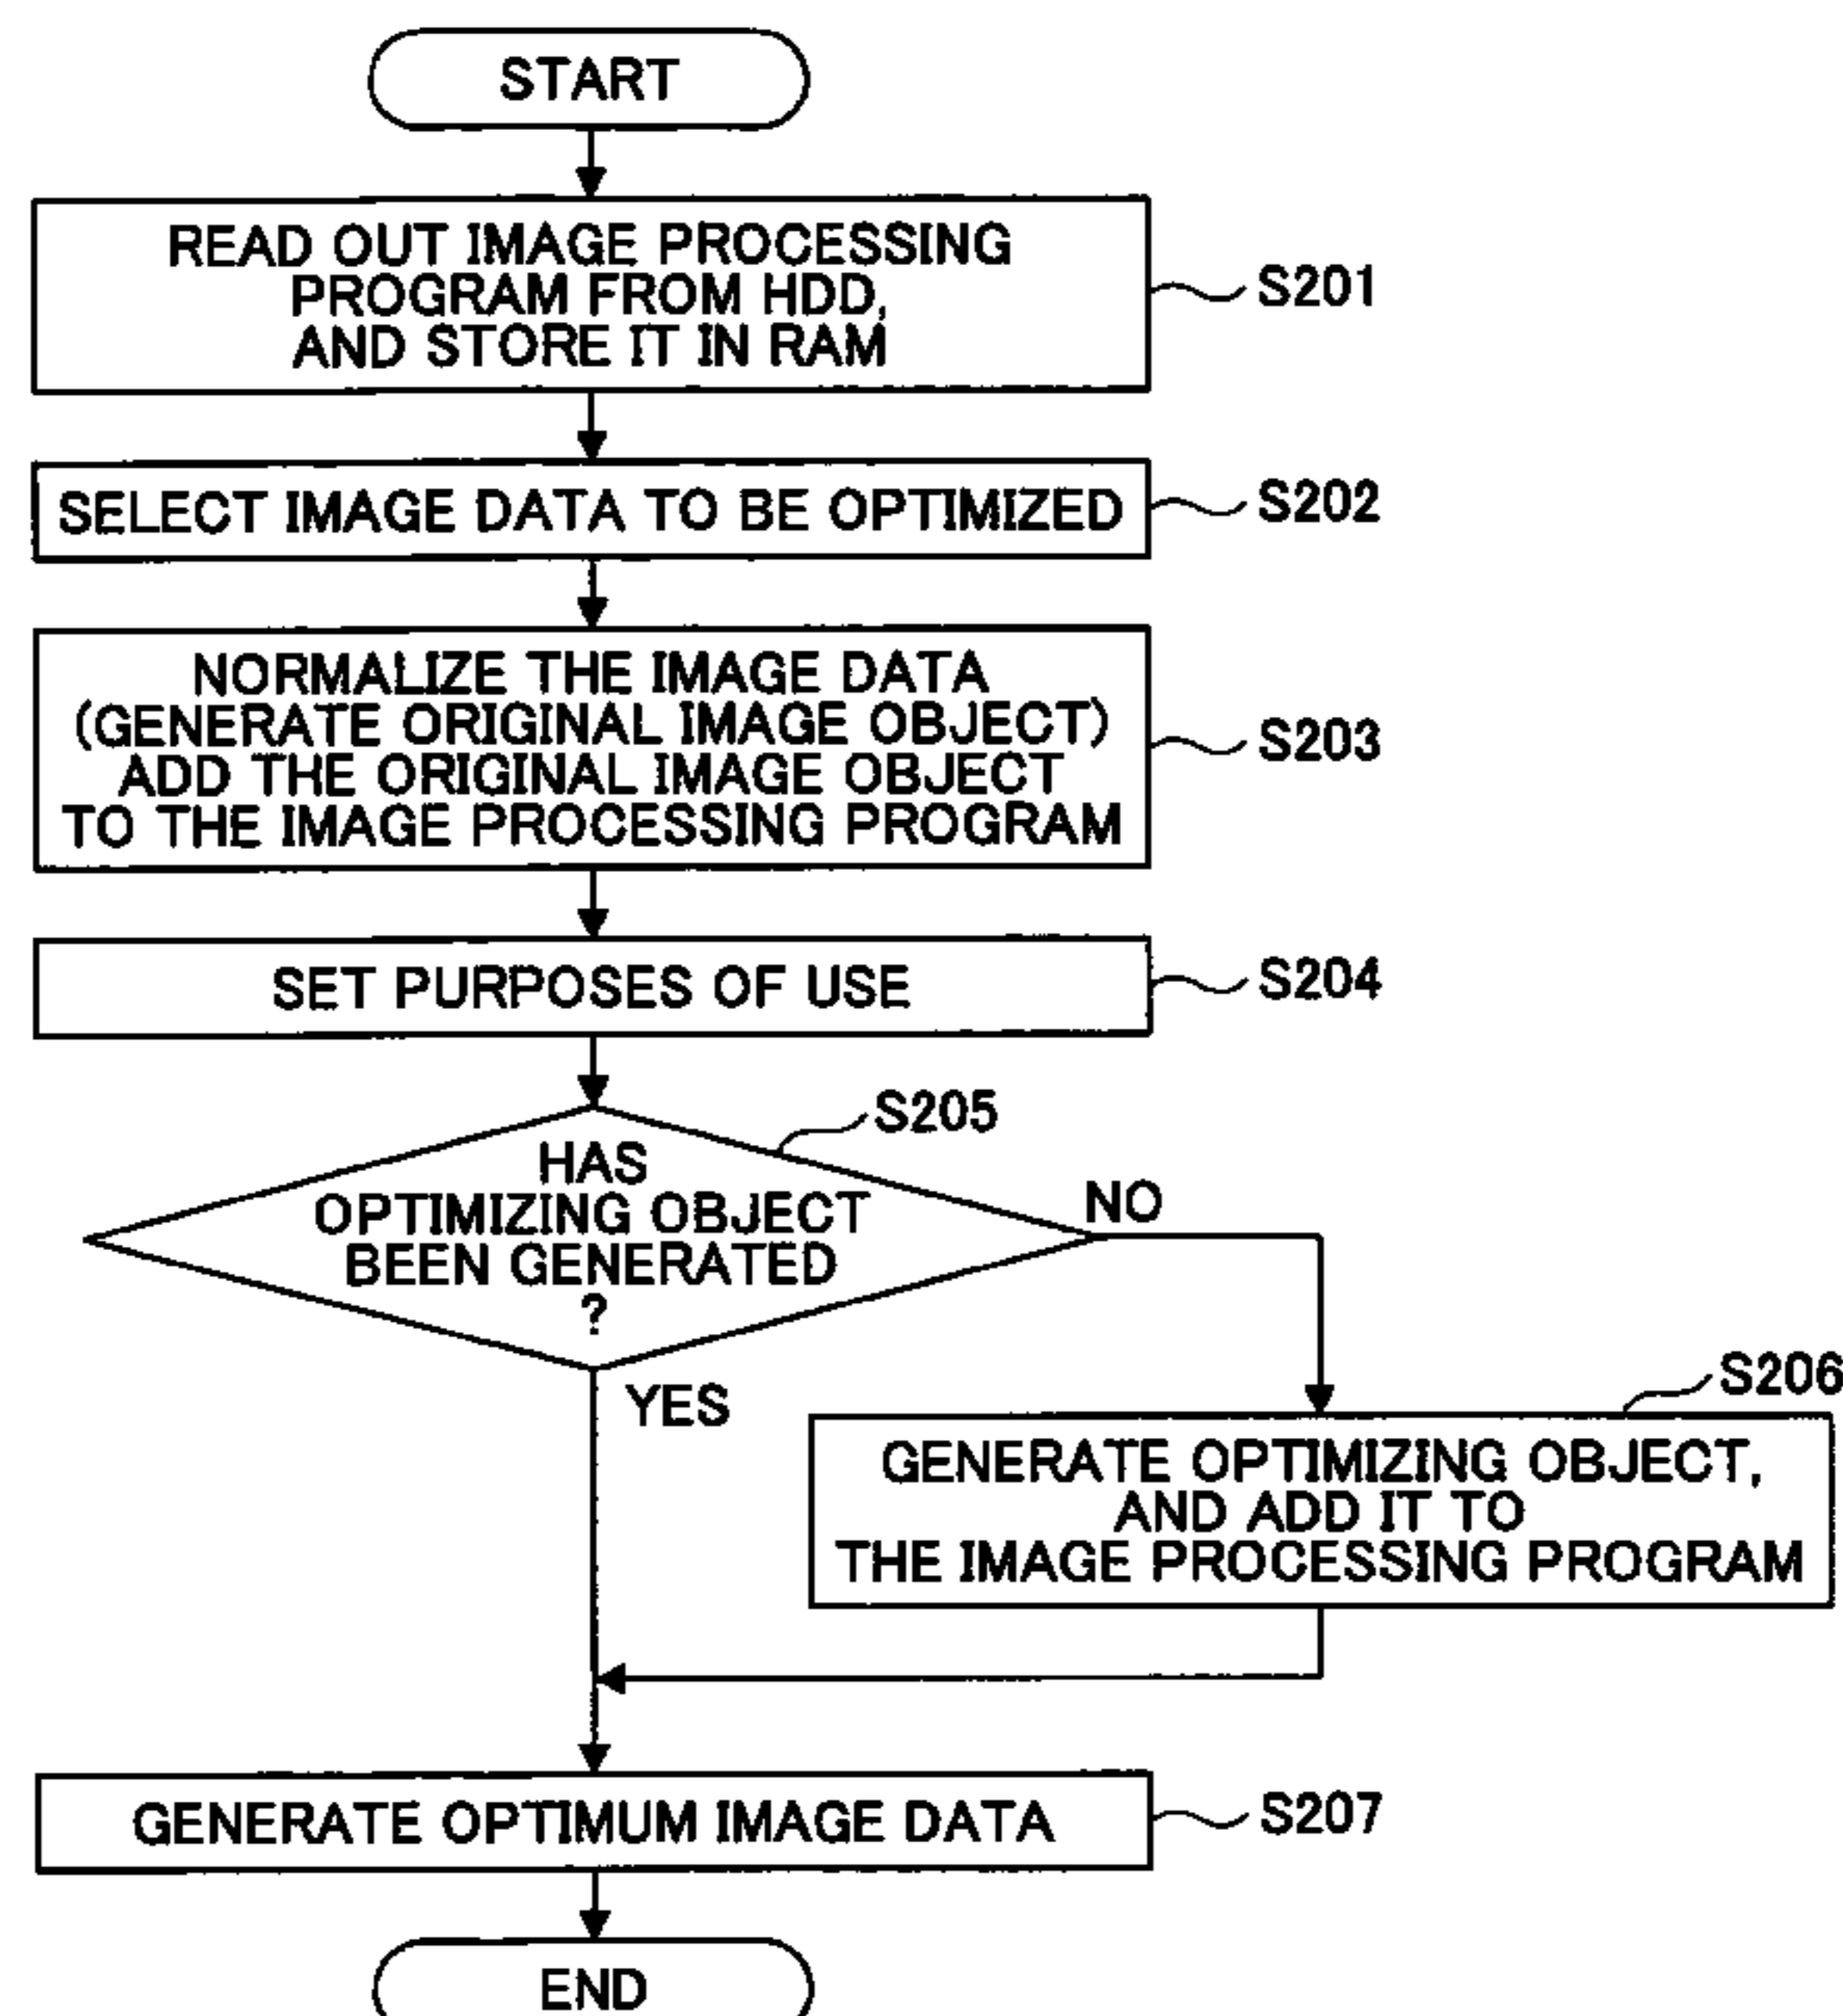 START
READ OUT IMAGE PROCESSING
PROGRAM FROM HDD,
AND STORE IT IN RAM
S201
SELECT IMAGE DATA TO BE OPTIMIZED
S202
NORMALIZE THE IMAGE DATA
(GENERATE ORIGINAL IMAGE OBJECT)
ADD THE ORIGINAL IMAGE OBJECT
TO THE IMAGE PROCESSING PROGRAM
S203
SET PURPOSES OF USE
S204
S205
HAS
OPTIMIZING OBJECT
BEEN GENERATED
?
NO
YES
S206
GENERATE OPTIMIZING OBJECT,
AND ADD IT TO
THE IMAGE PROCESSING PROGRAM
GENERATE OPTIMUM IMAGE DATA
S207
END